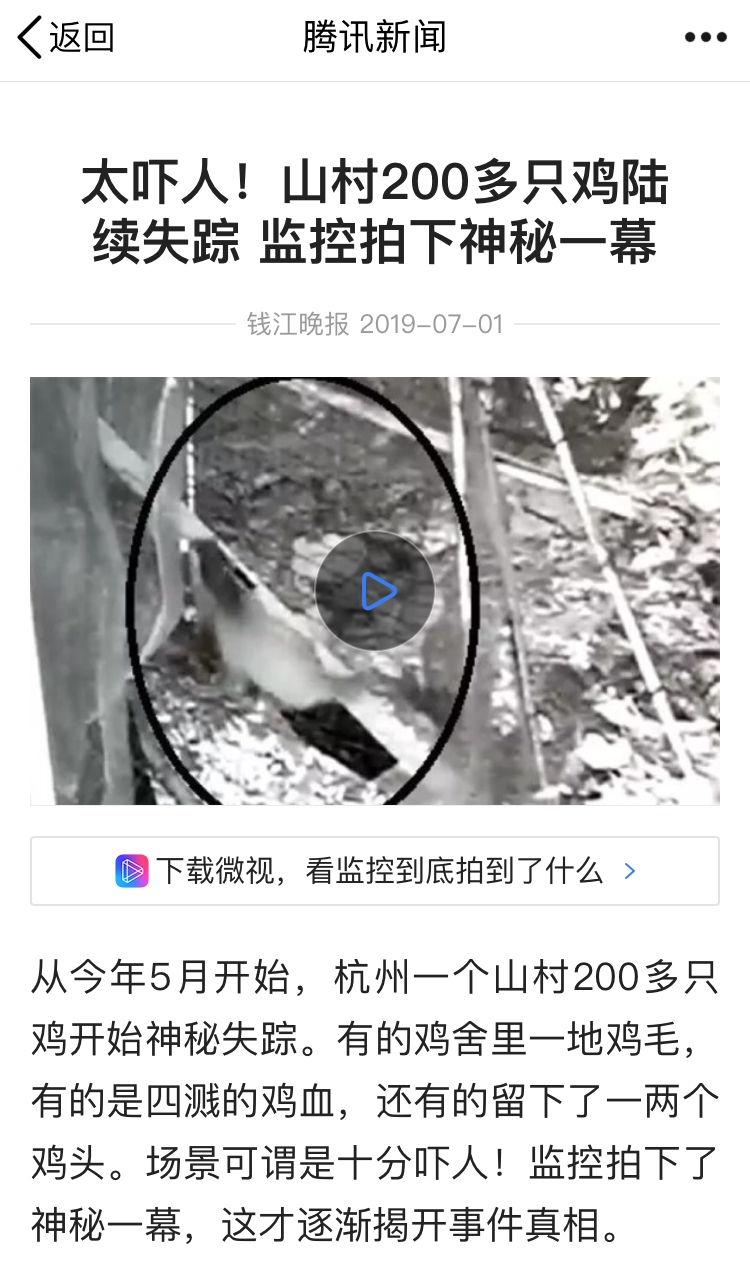 返回
腾讯新闻
太吓人！山村200多只鸡陆
续失踪 监控拍下神秘一幕
钱江晚报 2019-07-01
下载微视，看监控到底拍到了什么
从今年5月开始，杭州一个山村200多只
鸡开始神秘失踪。有的鸡舍里一地鸡毛，
有的是四溅的鸡血，还有的留下了一两个
鸡头。场景可谓是十分吓人！监控拍下了
神秘一幕，这才逐渐揭开事件真相。